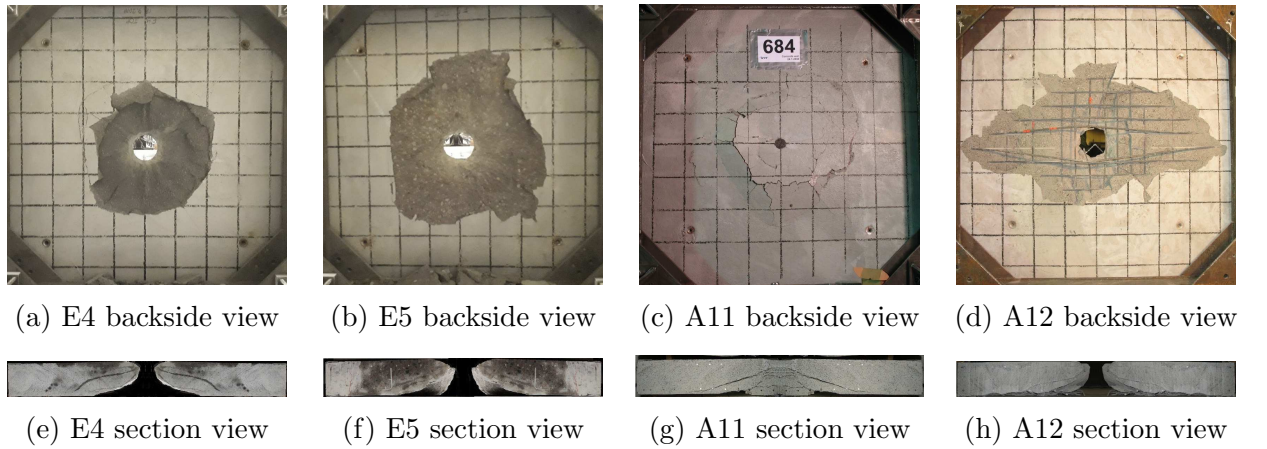 684
(a) E4 backside view
(b) E5 backside view
(c) A11 backside view
(d) A12 backside view
(e) E4 section view
(f) E5 section view
(g) A11 section view
(h) A12 section view